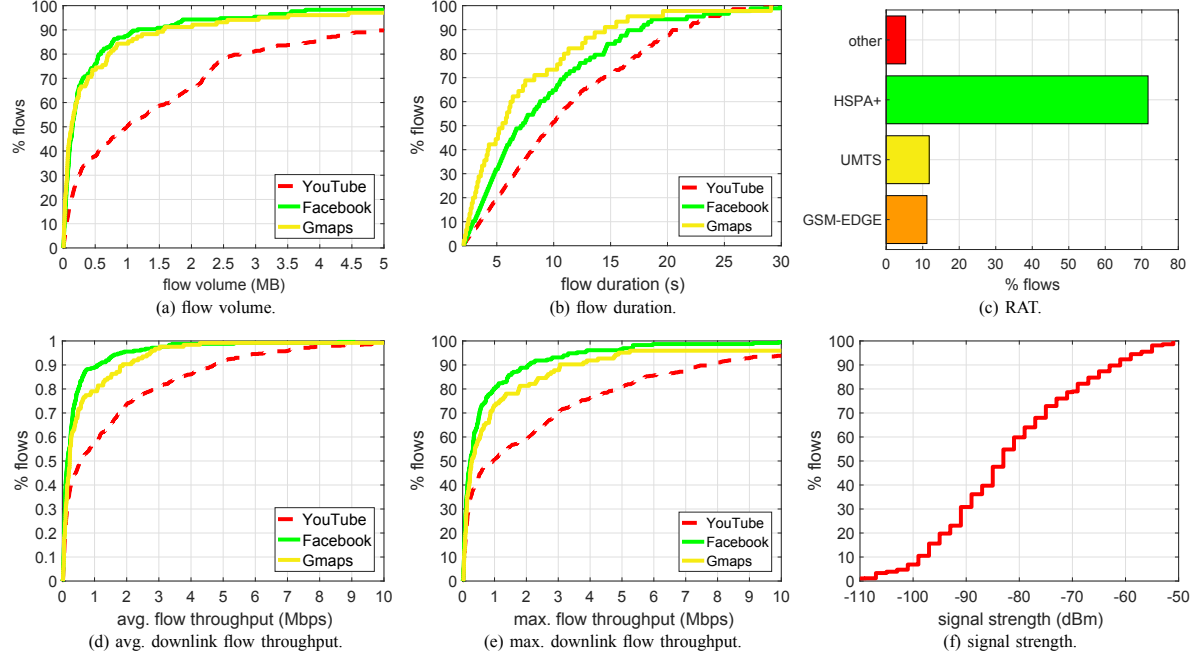 100
90
80
70
60
50
40
30
20
10
0
% flows
0 0.5 1 1.5 2 2.5 3 3.5 4 4.5 5
flow volume (MB)
YouTube
Facebook
Gmaps
(a) flow volume.
100
90
80
70
60
50
40
30
20
10
0
% flows
5 10 15 20 25 30
flow duration (s)
YouTube
Facebook
Gmaps
(b) flow duration.
other
HSPA+
UMTS
GSM-EDGE
0 10 20 30 40 50 60 70 80
% flows
(c) RAT.
1
0.9
0.8
0.7
0.6
0.5
0.4
0.3
0.2
0.1
0
% flows
0 1 2 3 4 5 6 7 8 9 10
avg. flow throughput (Mbps)
YouTube
Facebook
Gmaps
(d) avg. downlink flow throughput.
100
90
80
70
60
50
40
30
20
10
0
% flows
0 1 2 3 4 5 6 7 8 9 10
max. flow throughput (Mbps)
YouTube
Facebook
Gmaps
(e) max. downlink flow throughput.
100
90
80
70
60
50
40
30
20
10
0
% flows
-110 -100 -90 -80 -70 -60 -50
signal strength (dBm)
(f) signal strength.